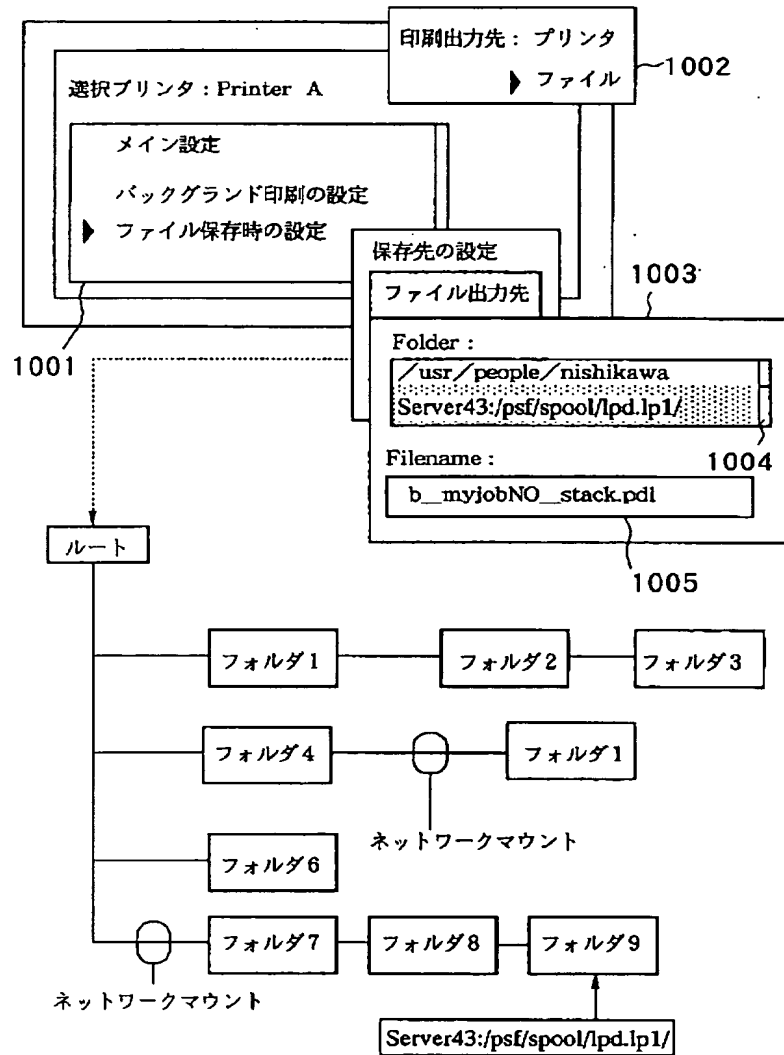 印刷出力先： プリンタ
ファイル
1002
選択プリンタ：Printer A
メイン設定
バックグランド印刷の設定
ファイル保存時の設定
1001
保存先の設定
ファイル出力先
1003
Folder：
/usr/people/nishikawa
Server43:/psf/spool/lpd.lp1/
1004
Filename：
b__myjobNO__stack.pdl
1005
ルート
フォルダ1
フォルダ2
フォルダ3
フォルダ4
フォルダ1
ネットワークマウント
フォルダ6
フォルダ7
フォルダ8
フォルダ9
ネットワークマウント
Server43:/psf/spool/lpd.lp1/